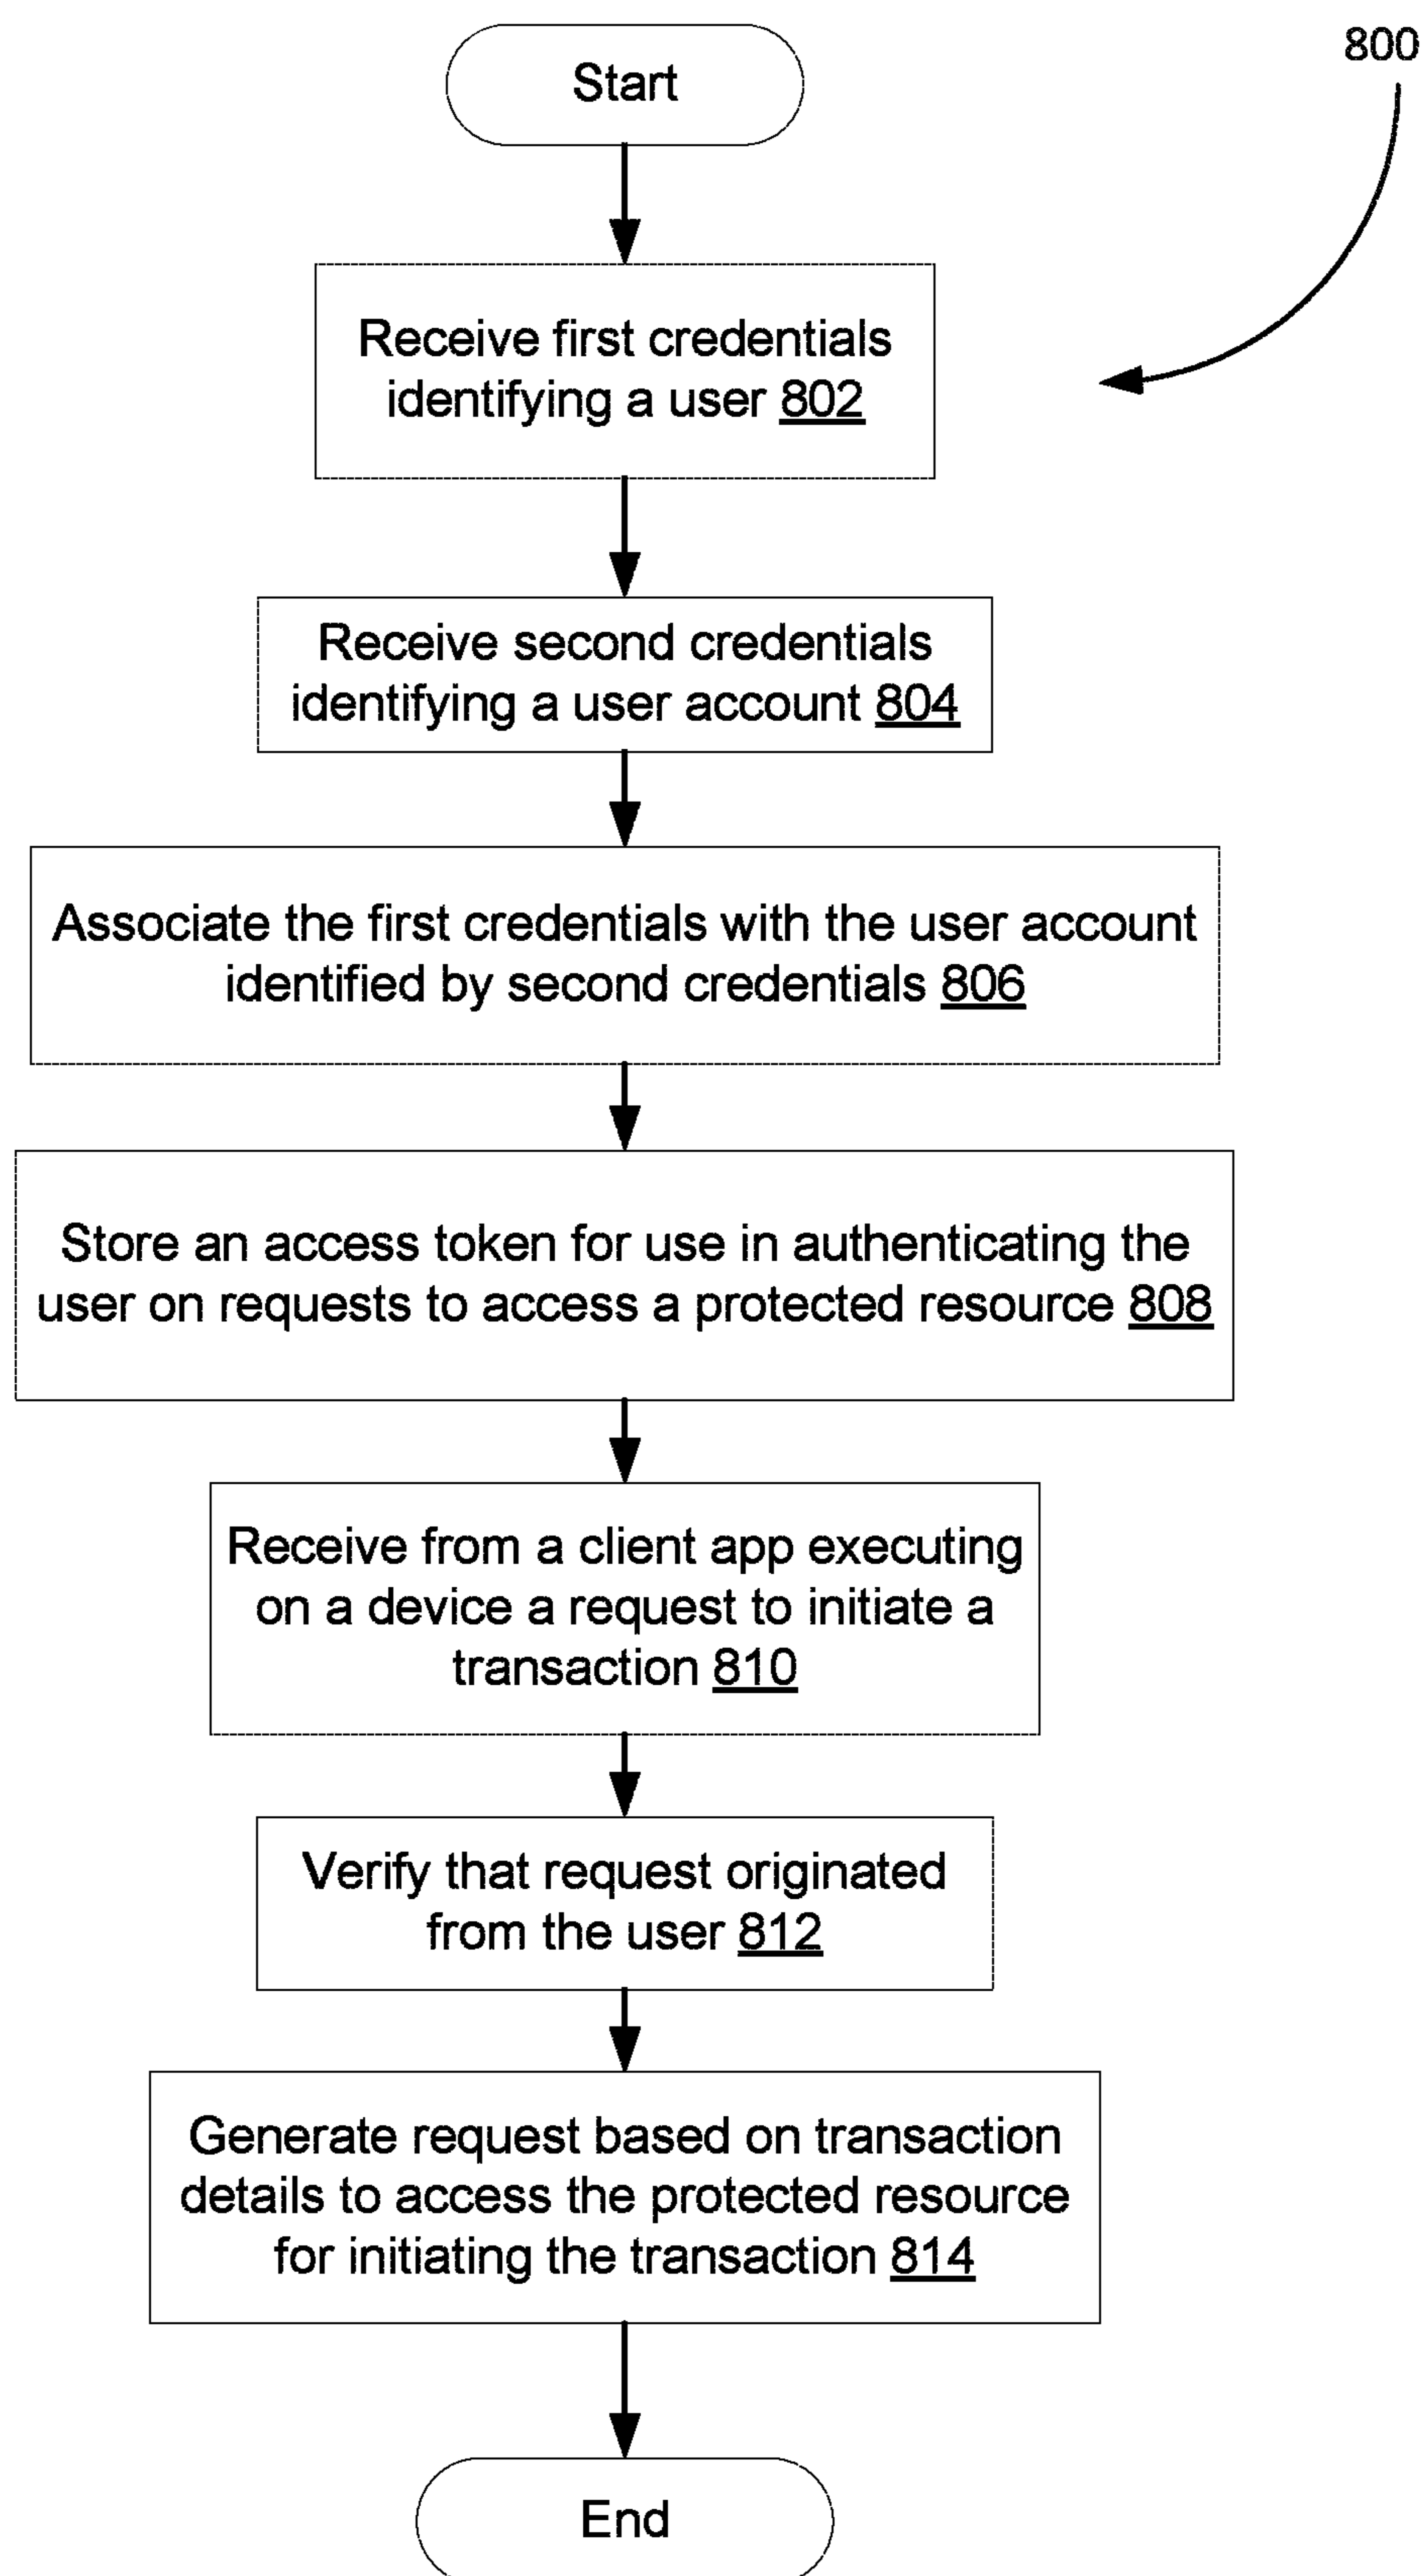 800
Start
Receive first credentials
identifying a user 802
Receive second credentials
identifying a user account 804
Associate the first credentials with the user account
identified by second credentials 806
Store an access token for use in authenticating the
user on requests to access a protected resource 808
Receive from a client app executing
on a device a request to initiate a
transaction 810
Verify that request originated
from the user 812
Generate request based on transaction
details to access the protected resource
for initiating the transaction 814
End